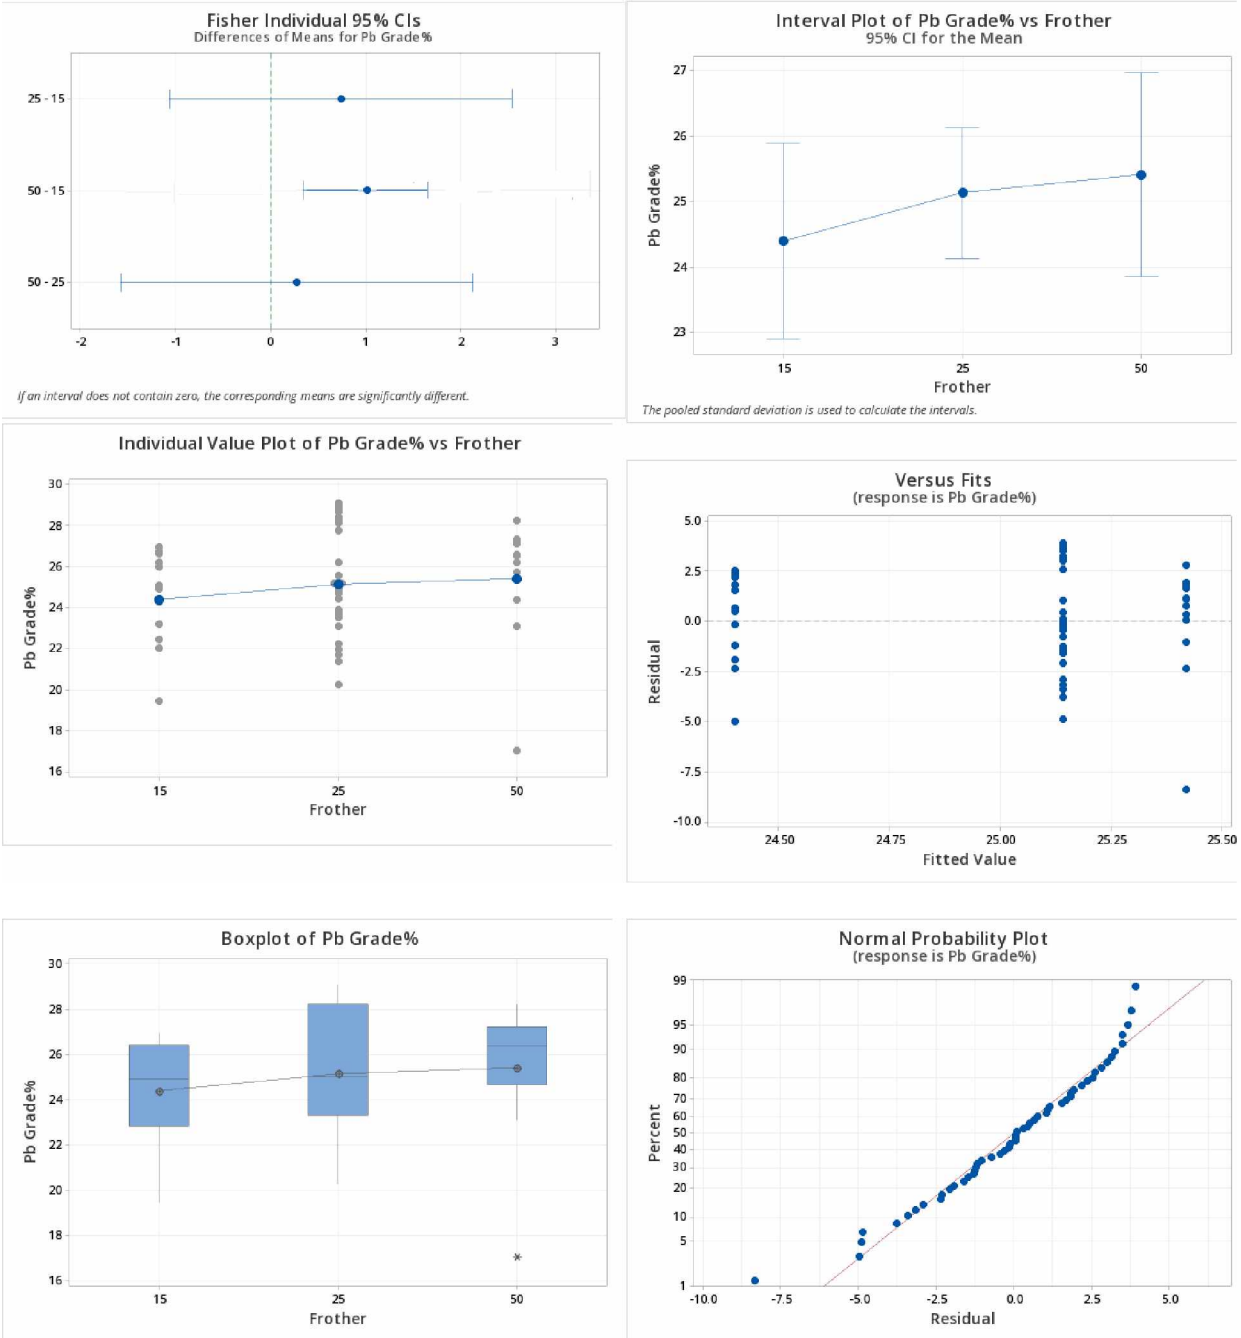 Fisher Individual 95% CIs
Differences of Means for Pb Grade%
25 - 15
50 - 15
50 - 25
-2 -1 0 1 2 3
If an interval does not contain zero, the corresponding means are significantly different.
Interval Plot of Pb Grade% vs Frother
95% CI for the Mean
Pb Grade%
27
26
25
24
23
15 25 50
Frother
The pooled standard deviation is used to calculate the intervals.
Individual Value Plot of Pb Grade% vs Frother
Pb Grade%
30
28
26
24
22
20
18
16
15 25 50
Frother
Versus Fits
(response is Pb Grade%)
Residual
5.0
2.5
0.0
-2.5
-5.0
-7.5
-10.0
24.50 24.75 25.00 25.25 25.50
Fitted Value
Boxplot of Pb Grade%
Pb Grade%
30
28
26
24
22
20
18
16
15 25 50
Frother
Normal Probability Plot
(response is Pb Grade%)
Percent
99
95
90
80
70
60
50
40
30
20
10
5
1
-10.0 -7.5 -5.0 -2.5 0.0 2.5 5.0
Residual